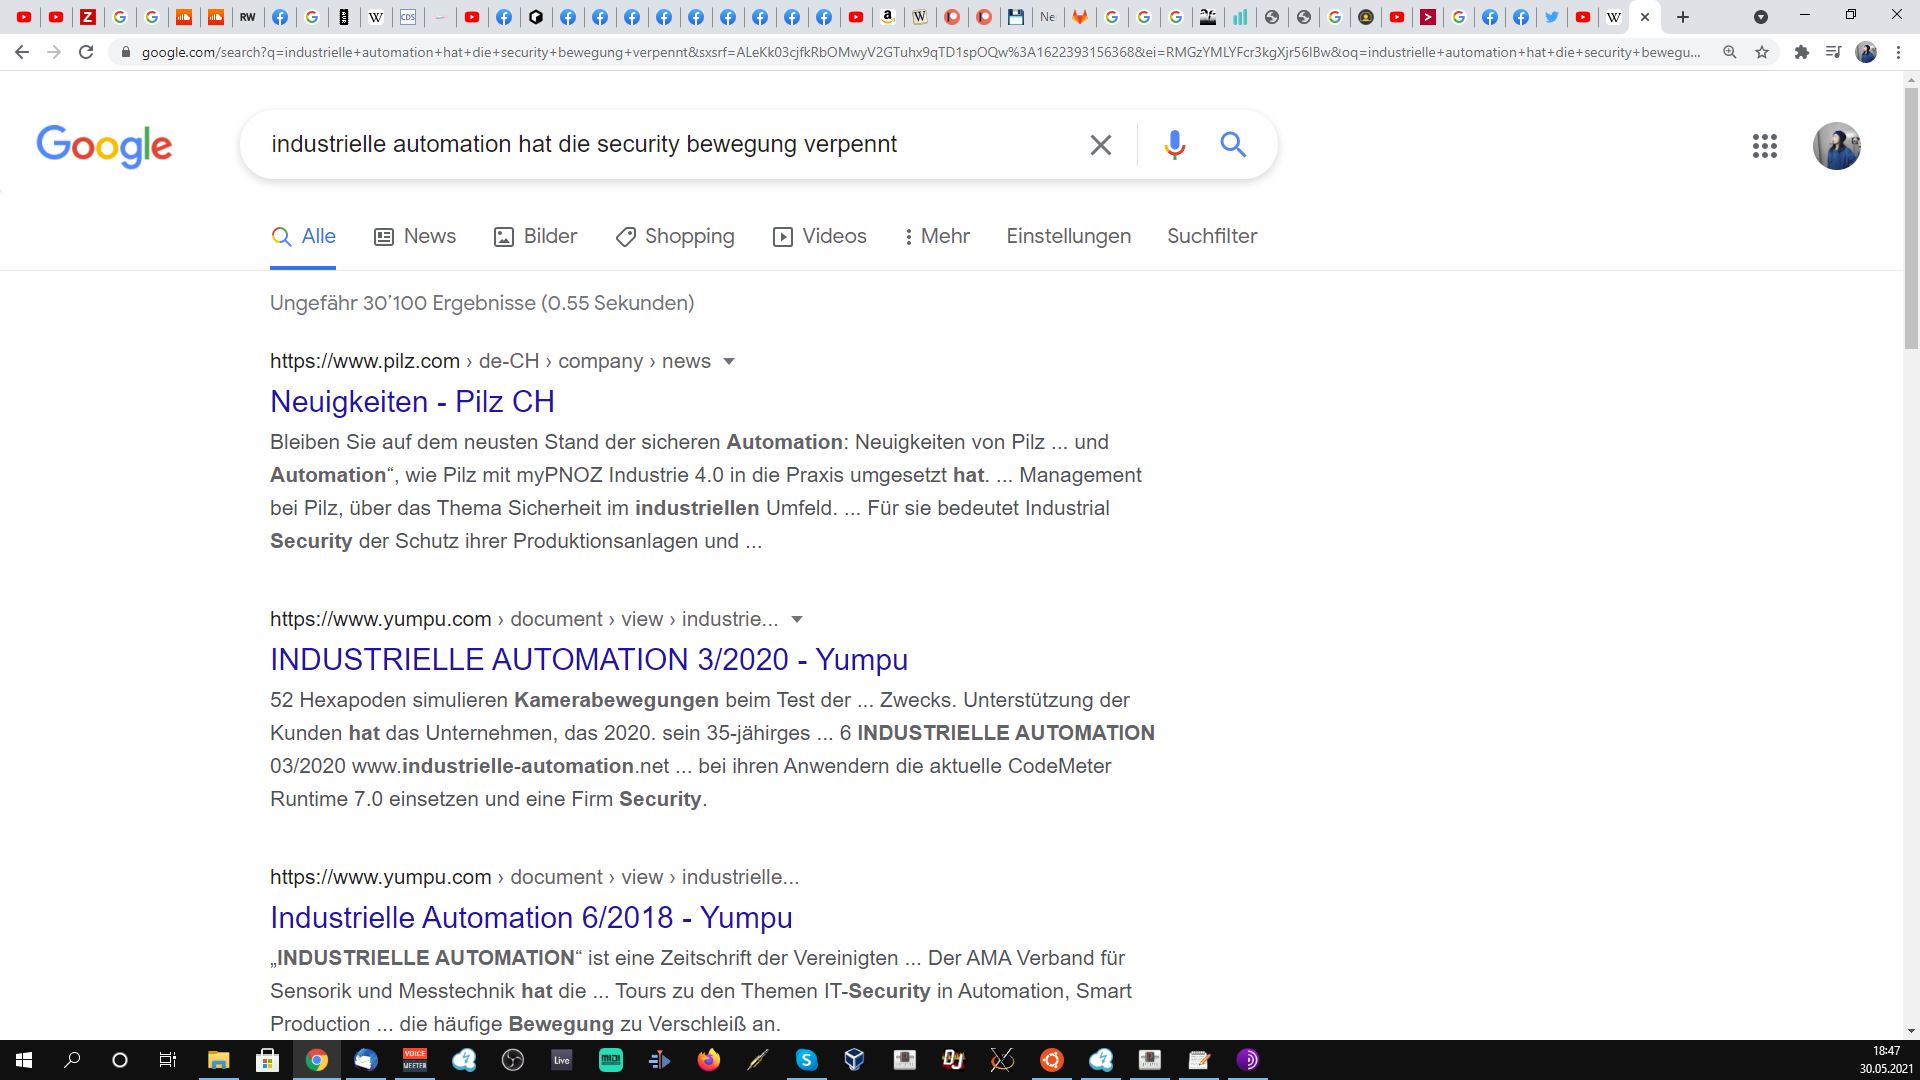 RW
CDS
Ne
google.com/search?q=industrielle+automation+hat+die+security+bewegung+verpennt&sxsrf=ALeKk03cjfkRbOMwyV2GTuhx9qTD1spOQw%3A1622393156368&ei=RMGzYMLYFcr3kgXjr56IBw&oq=industrielle+automation+hat+die+security+bewegu...
Google
industrielle automation hat die security bewegung verpennt
Alle News Bilder Shopping Videos Mehr Einstellungen Suchfilter
Ungefähr 30’100 Ergebnisse (0.55 Sekunden)
https://www.pilz.com › de-CH › company › news
Neuigkeiten - Pilz CH
Bleiben Sie auf dem neusten Stand der sicheren Automation: Neuigkeiten von Pilz ... und
Automation“, wie Pilz mit myPNOZ Industrie 4.0 in die Praxis umgesetzt hat. ... Management
bei Pilz, über das Thema Sicherheit im industriellen Umfeld. ... Für sie bedeutet Industrial
Security der Schutz ihrer Produktionsanlagen und ...
https://www.yumpu.com › document › view › industrie...
INDUSTRIELLE AUTOMATION 3/2020 - Yumpu
52 Hexapoden simulieren Kamerabewegungen beim Test der ... Zwecks. Unterstützung der
Kunden hat das Unternehmen, das 2020. sein 35-jähirges ... 6 INDUSTRIELLE AUTOMATION
03/2020 www.industrielle-automation.net ... bei ihren Anwendern die aktuelle CodeMeter
Runtime 7.0 einsetzen und eine Firm Security.
https://www.yumpu.com › document › view › industrielle...
Industrielle Automation 6/2018 - Yumpu
„INDUSTRIELLE AUTOMATION“ ist eine Zeitschrift der Vereinigten ... Der AMA Verband für
Sensorik und Messtechnik hat die ... Tours zu den Themen IT-Security in Automation, Smart
Production ... die häufige Bewegung zu Verschleiß an.
VOICE
MEETER
Live
MIDI
18:47
30.05.2021